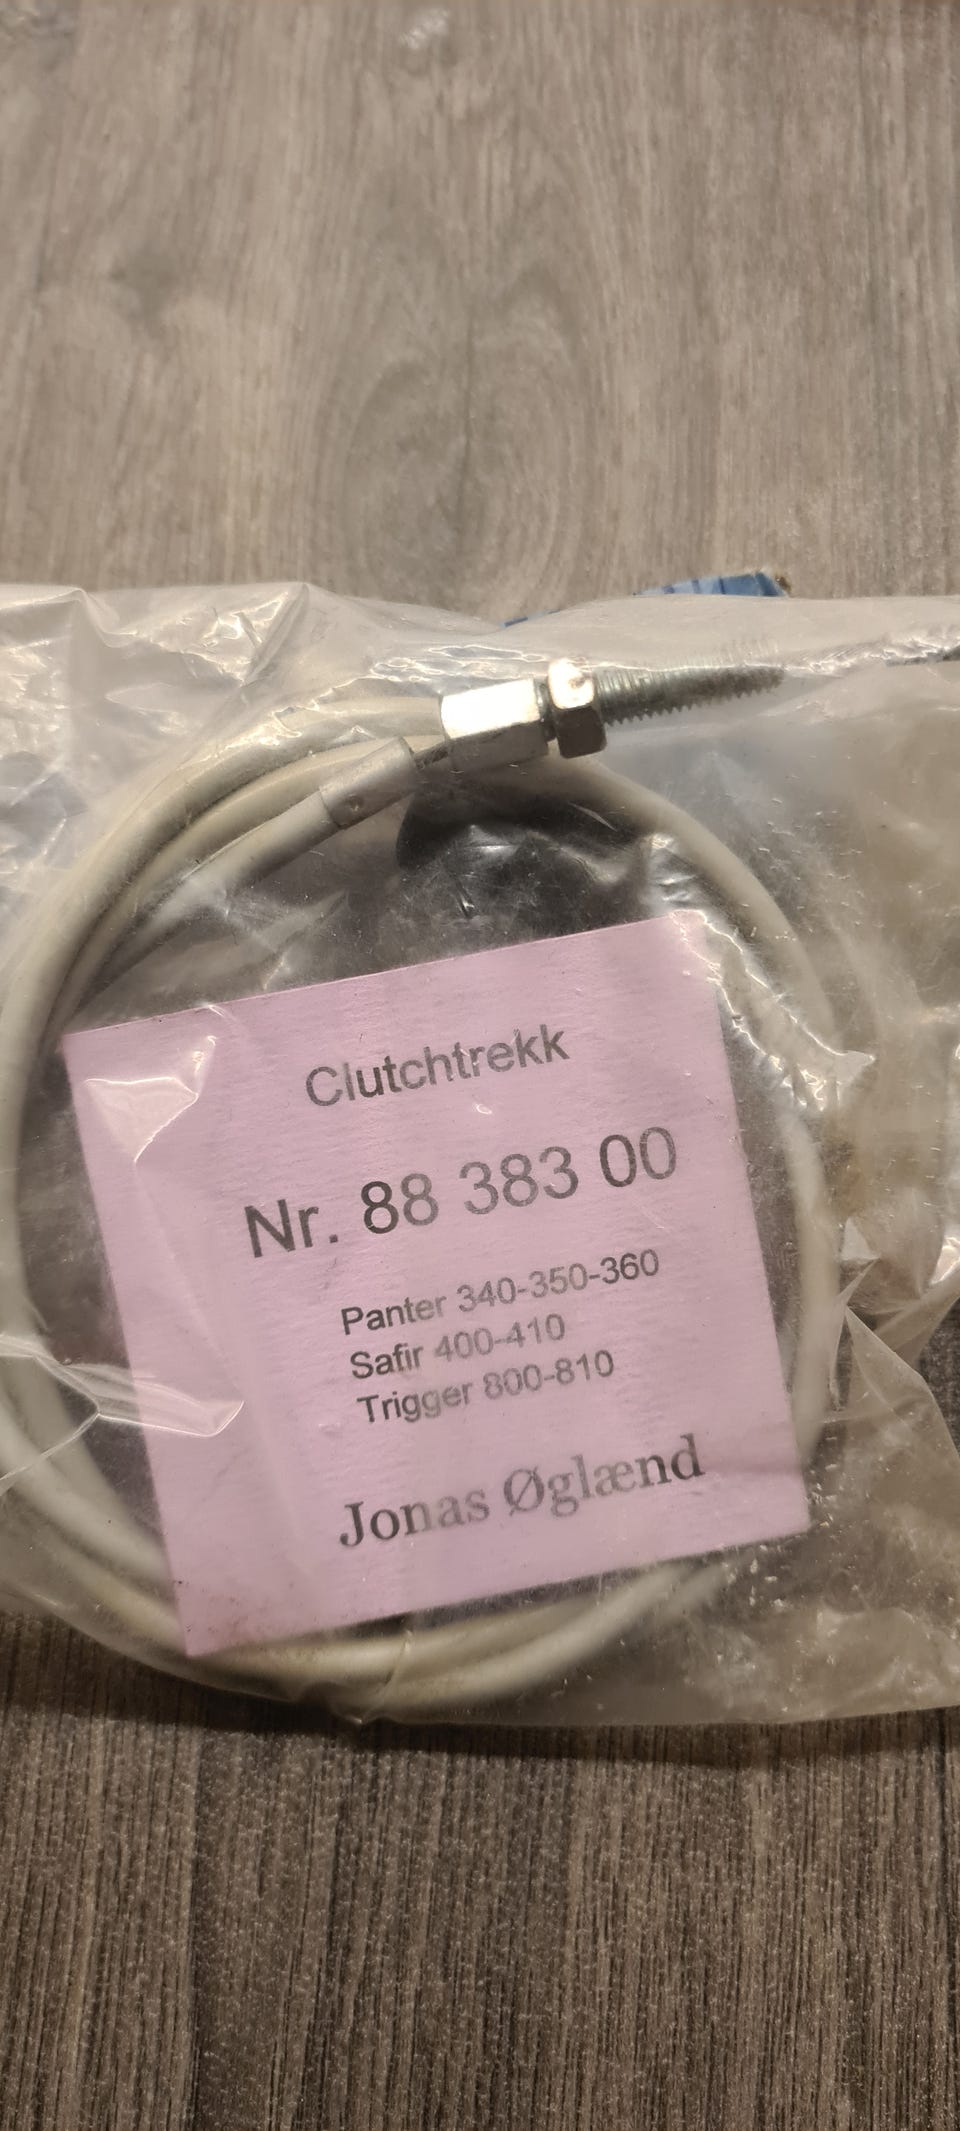 Clutchtrekk
Nr. 88 383 00
Panter 340-350-360
Safir 400-410
Trigger 800-810
Jonas Øglænd